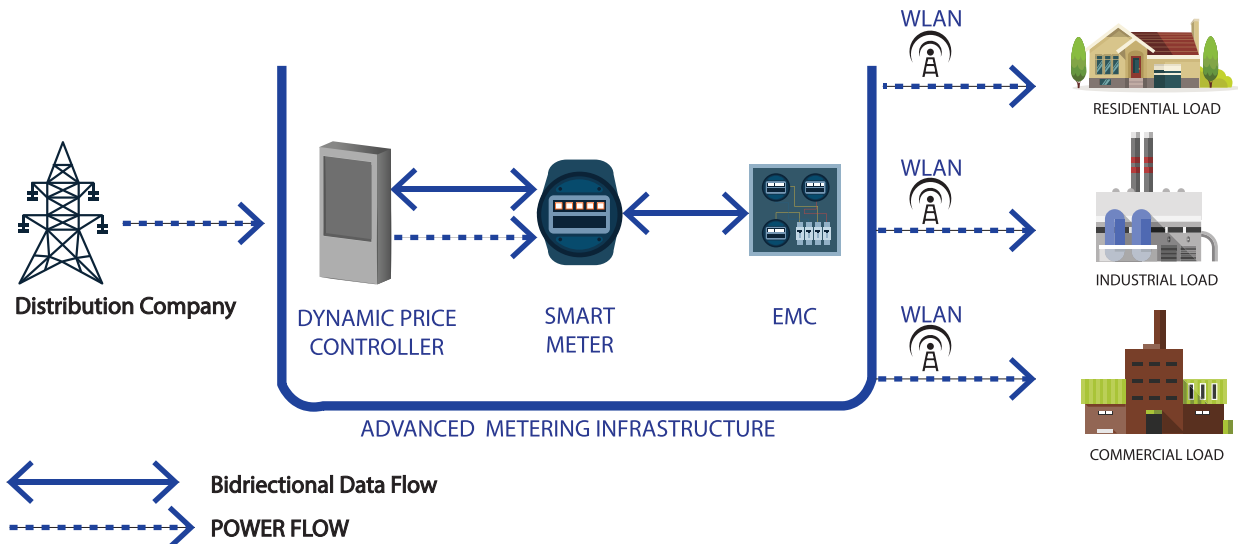 WLAN
RESIDENTIAL LOAD
WLAN
INDUSTRIAL LOAD
Distribution Company
DYNAMIC PRICE
CONTROLLER
SMART
METER
EMC
WLAN
ADVANCED METERING INFRASTRUCTURE
COMMERCIAL LOAD
Bidriectional Data Flow
POWER FLOW